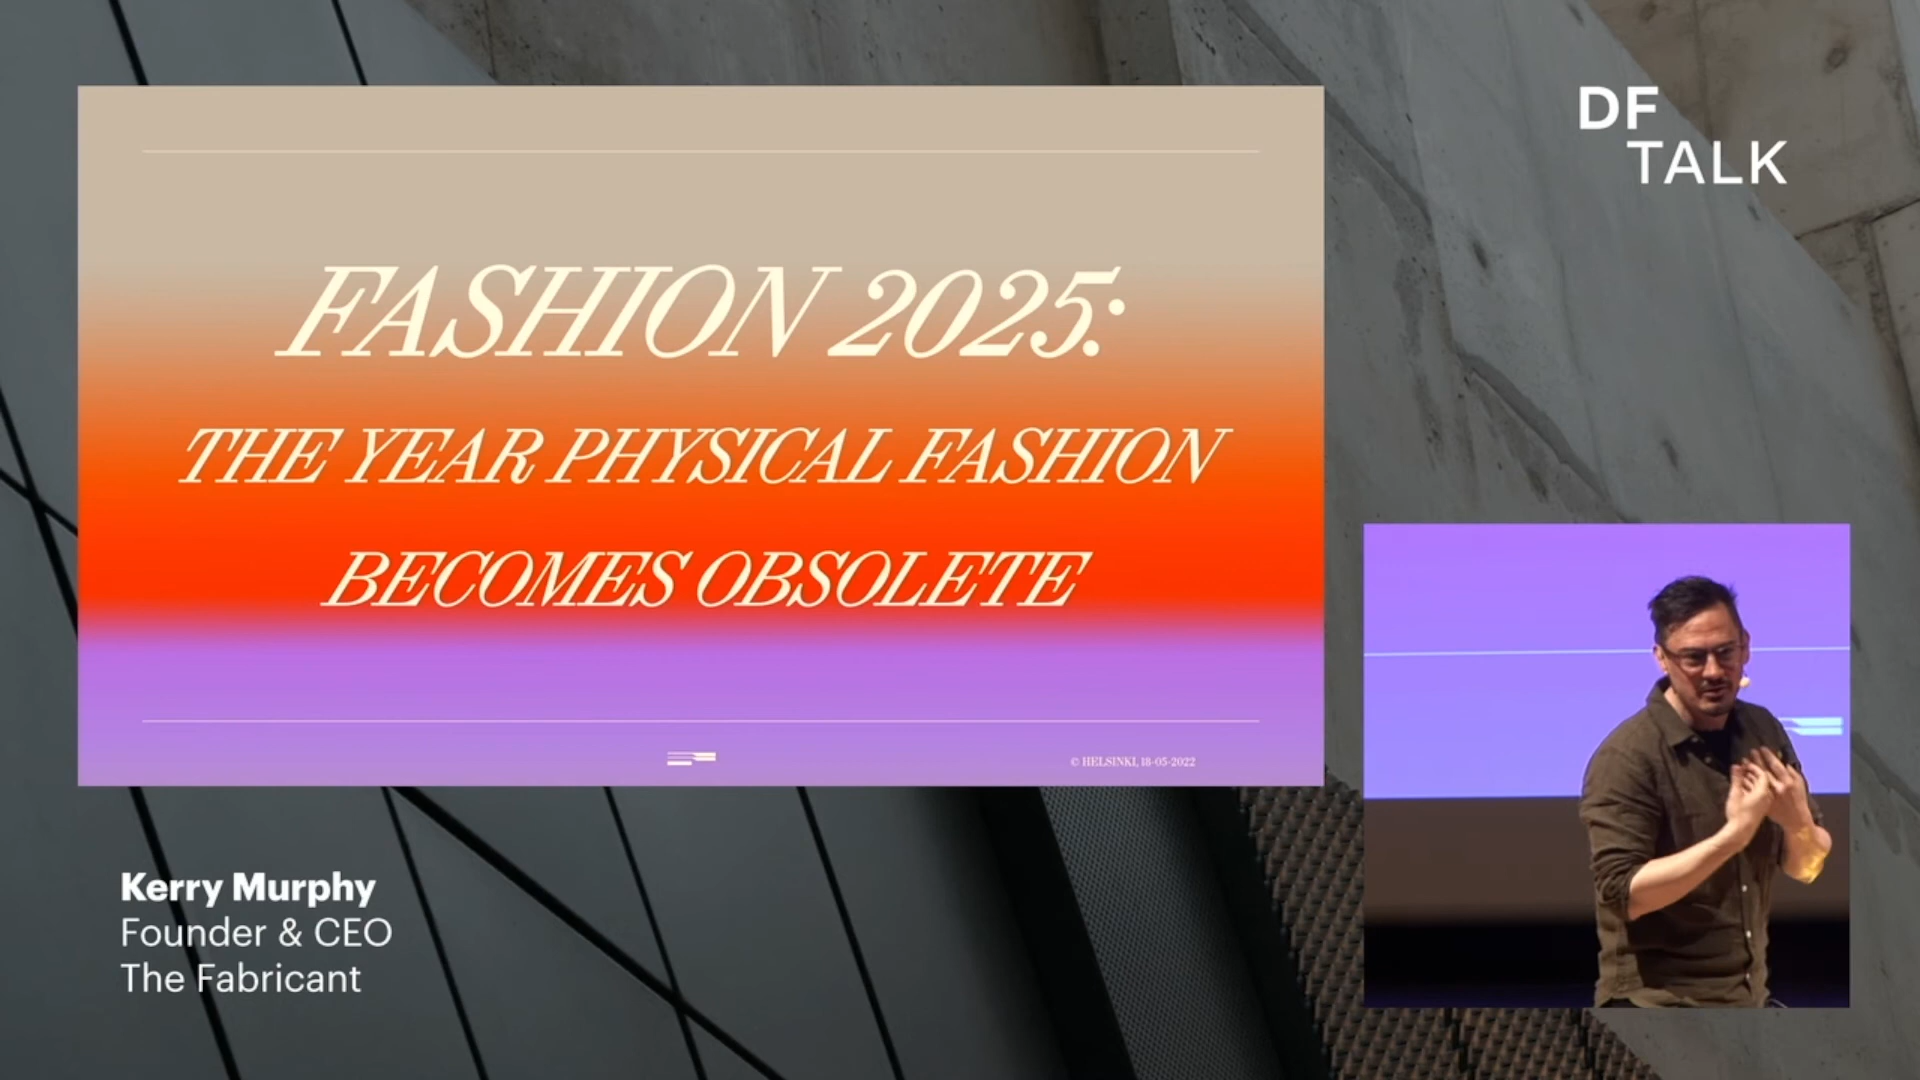 DF
TALK
FASHION 2025:
THE YEAR PHYSICAL FASHION
BECOMES OBSOLETE
© HELSINKI, 18-05-2022
Kerry Murphy
Founder & CEO
The Fabricant